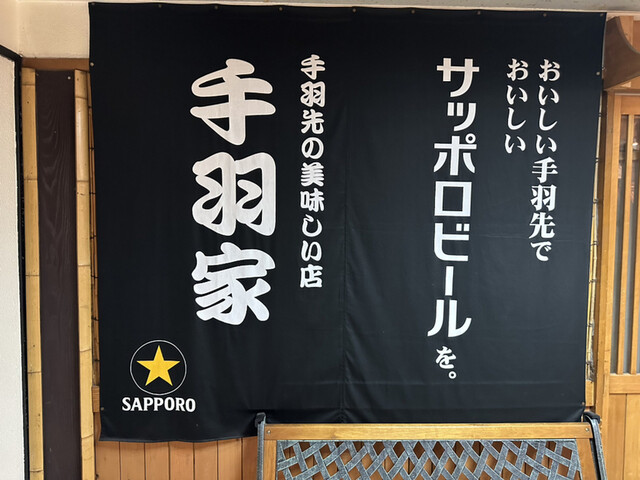 おいしい手羽先で
おいしい
サッポロビールを。
手羽先の美味しい店
手羽家
SAPPORO